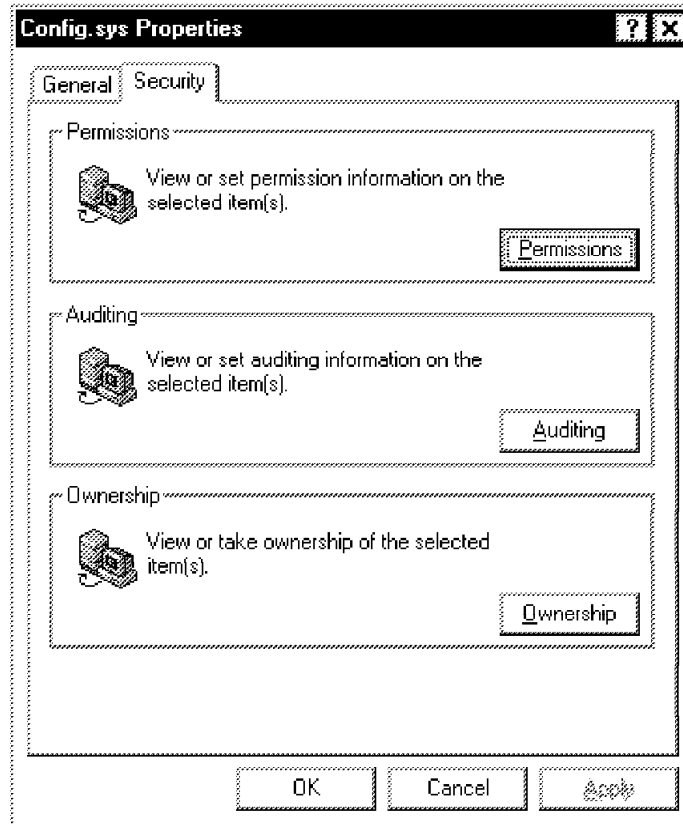 Config.sys Properties
General Security
Permissions
View or set permission information on the
selected item(s).
Permissions
Auditing
View or set auditing information on the
selected item(s).
Auditing
Ownership
View or take ownership of the selected
item(s).
Ownership
OK Cancel Apply